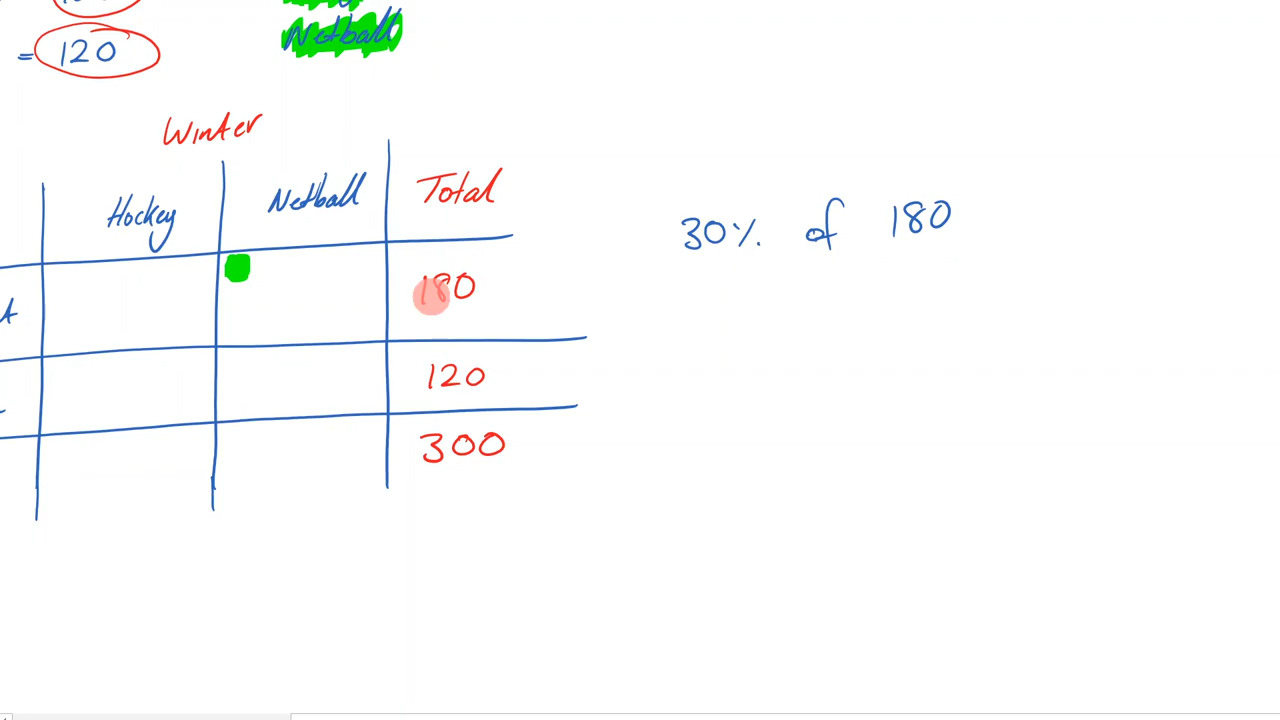 Netball
= 120
Winter
Hockey Netball Total
180
120
300
30% of 180